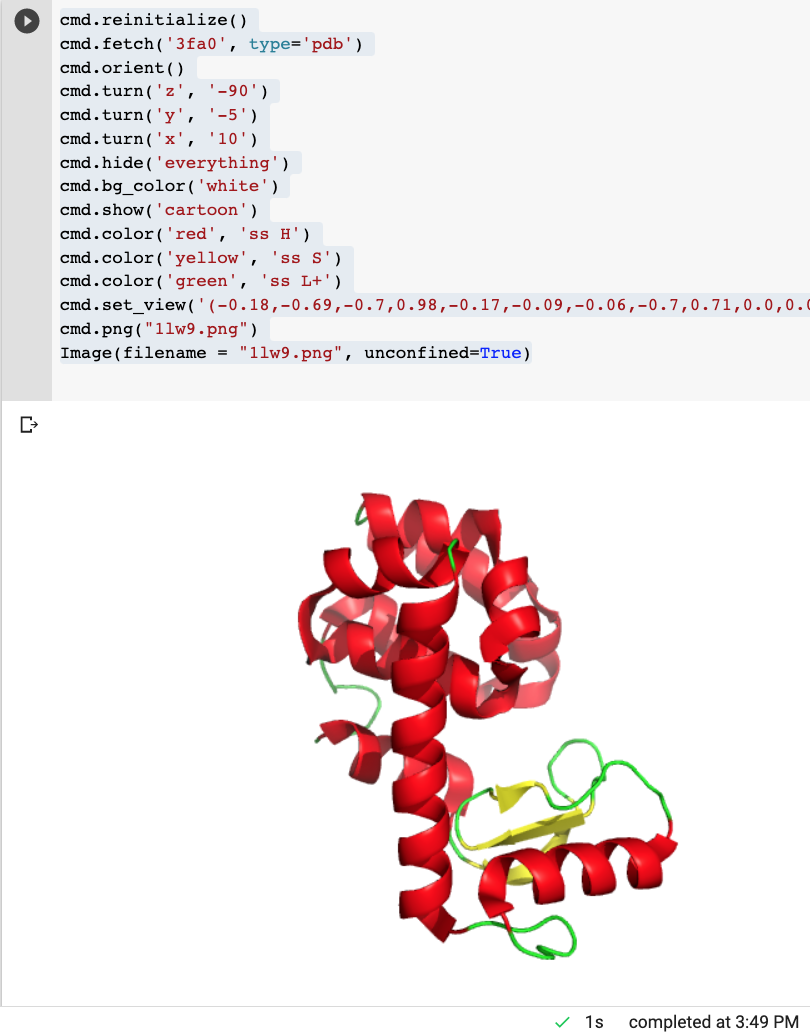 cmd.reinitialize()
cmd.fetch('3fa0', type='pdb')
cmd.orient()
cmd.turn('z', '-90')
cmd.turn('y', '-5')
cmd.turn('x', '10')
cmd.hide('everything')
cmd.bg_color('white')
cmd.show('cartoon')
cmd.color('red', 'ss H')
cmd.color('yellow', 'ss S')
cmd.color('green', 'ss L+')
cmd.set_view('(-0.18,-0.69,-0.7,0.98,-0.17,-0.09,-0.06,-0.7,0.71,0.0,0.0
cmd.png("1lw9.png")
Image(filename = "1lw9.png", unconfined=True)
1s completed at 3:49 PM